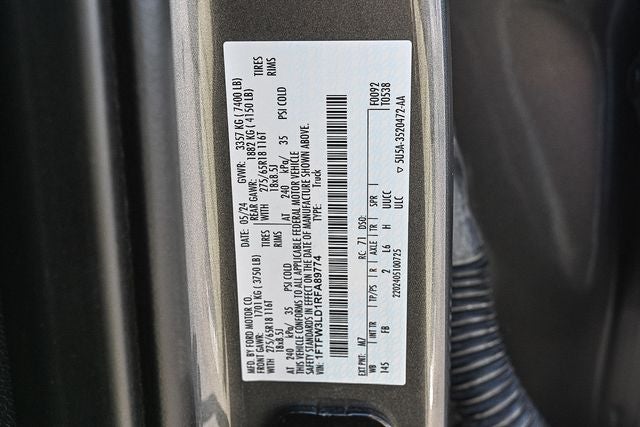 MFD. BY FORD MOTOR CO.
DATE: 05/24 GVWR: 3357 KG ( 7400 LB)
FRONT GAWR: 1701 KG ( 3750 LB) REAR GAWR: 1882 KG ( 4150 LB)
WITH 275/65R18 116T TIRES WITH 275/65R18 116T TIRES
18x8.5J RIMS 18x8.5J RIMS
AT 240 kPa/ 35 PSI COLD AT 240 kPa/ 35 PSI COLD
THIS VEHICLE CONFORMS TO ALL APPLICABLE FEDERAL MOTOR VEHICLE
SAFETY STANDARDS IN EFFECT ON THE DATE OF MANUFACTURE SHOWN ABOVE.
VIN: 1FTFW3LD1RFA89774 TYPE: Truck
F0092
T0538
EXT PNT: MZ RC: 71 DSO:
WB INT TR TP/PS R AXLE TR SPR
145 FB 2 L6 H UUCC
2202405100725 ULC
▽ 5U5A-3520472-AA